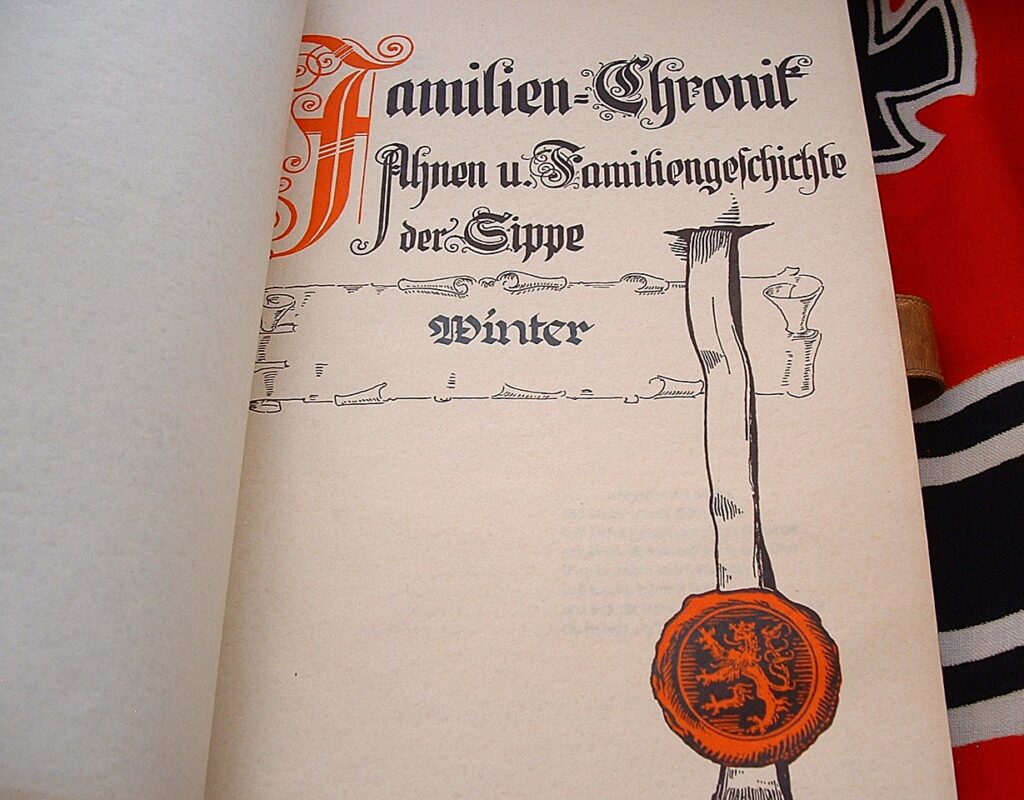 Familien=Chronik
Ahnen u. Familiengeschichte
der Sippe
Winter